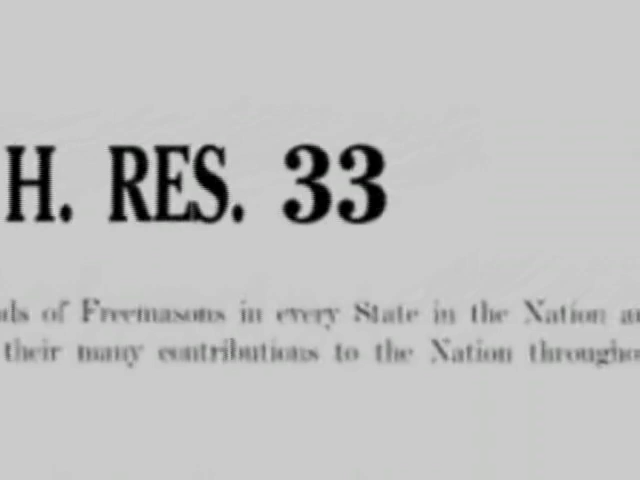 H. RES. 33
of Freemasons in every State in the Nation
their many contributions to the Nation